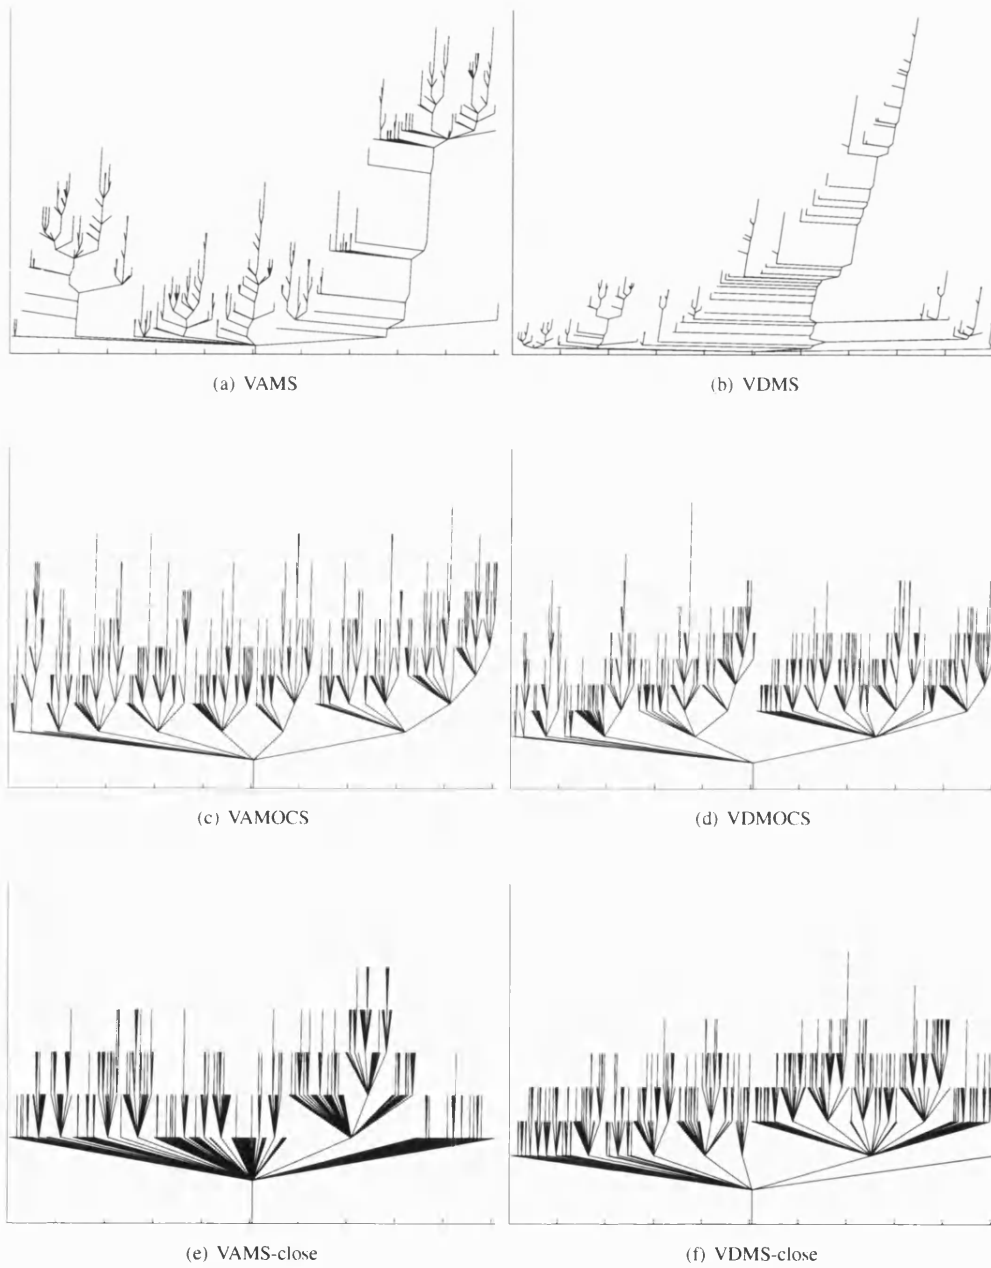 (a) VAMS
(b) VDMS
(c) VAMOCS
(d) VDMOCS
(e) VAMS-close
(f) VDMS-close